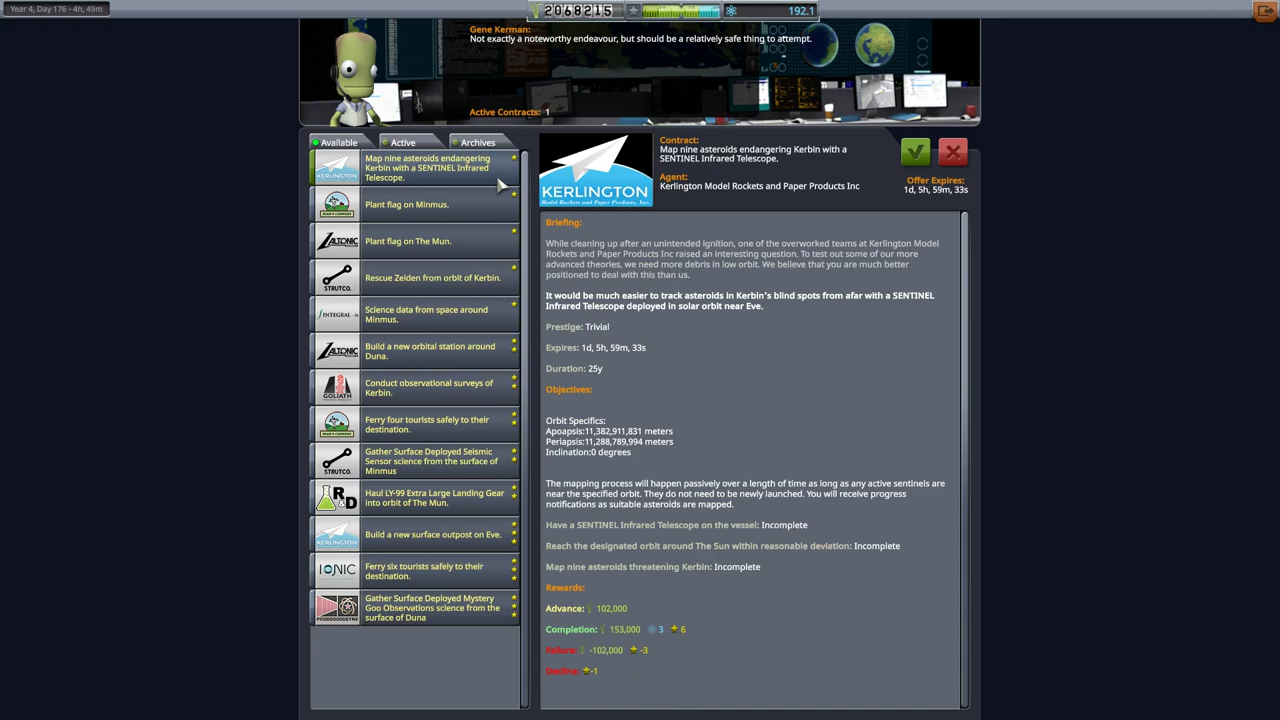 Year 4, Day 176 - 4h, 49m
2068215
192.1
Gene Kerman:
Not exactly a noteworthy endeavour, but should be a relatively safe thing to attempt.
Active Contracts: 1
Available
Active
Archives
KERLINGTON
Map nine asteroids endangering
Kerbin with a SENTINEL Infrared
Telescope.
Plant flag on Minmus.
ZALTONIC
Plant flag on The Mun.
STRUTCO.
Rescue Zelden from orbit of Kerbin.
INTEGRAL
Science data from space around
Minmus.
ZALTONIC
Build a new orbital station around
Duna.
GOLIATH
Conduct observational surveys of
Kerbin.
Ferry four tourists safely to their
destination.
STRUTCO.
Gather Surface Deployed Seismic
Sensor science from the surface of
Minmus
R&D
Haul LY-99 Extra Large Landing Gear
into orbit of The Mun.
KERLINGTON
Build a new surface outpost on Eve.
IONIC
Ferry six tourists safely to their
destination.
PROBODOBODYNE
Gather Surface Deployed Mystery
Goo Observations science from the
surface of Duna
KERLINGTON
Model Rockets and Paper Products, Inc.
Contract:
Map nine asteroids endangering Kerbin with a
SENTINEL Infrared Telescope.
Agent:
Kerlington Model Rockets and Paper Products Inc
Offer Expires:
1d, 5h, 59m, 33s
Briefing:
While cleaning up after an unintended ignition, one of the overworked teams at Kerlington Model
Rockets and Paper Products Inc raised an interesting question. To test out some of our more
advanced theories, we need more debris in low orbit. We believe that you are much better
positioned to deal with this than us.
It would be much easier to track asteroids in Kerbin's blind spots from afar with a SENTINEL
Infrared Telescope deployed in solar orbit near Eve.
Prestige: Trivial
Expires: 1d, 5h, 59m, 33s
Duration: 25y
Objectives:
Orbit Specifics:
Apoapsis:11,382,911,831 meters
Periapsis:11,288,789,994 meters
Inclination:0 degrees
The mapping process will happen passively over a length of time as long as any active sentinels are
near the specified orbit. They do not need to be newly launched. You will receive progress
notifications as suitable asteroids are mapped.
Have a SENTINEL Infrared Telescope on the vessel: Incomplete
Reach the designated orbit around The Sun within reasonable deviation: Incomplete
Map nine asteroids threatening Kerbin: Incomplete
Rewards:
Advance: 102,000
Completion: 153,000 3 6
Failure: -102,000 -3
Decline: -1